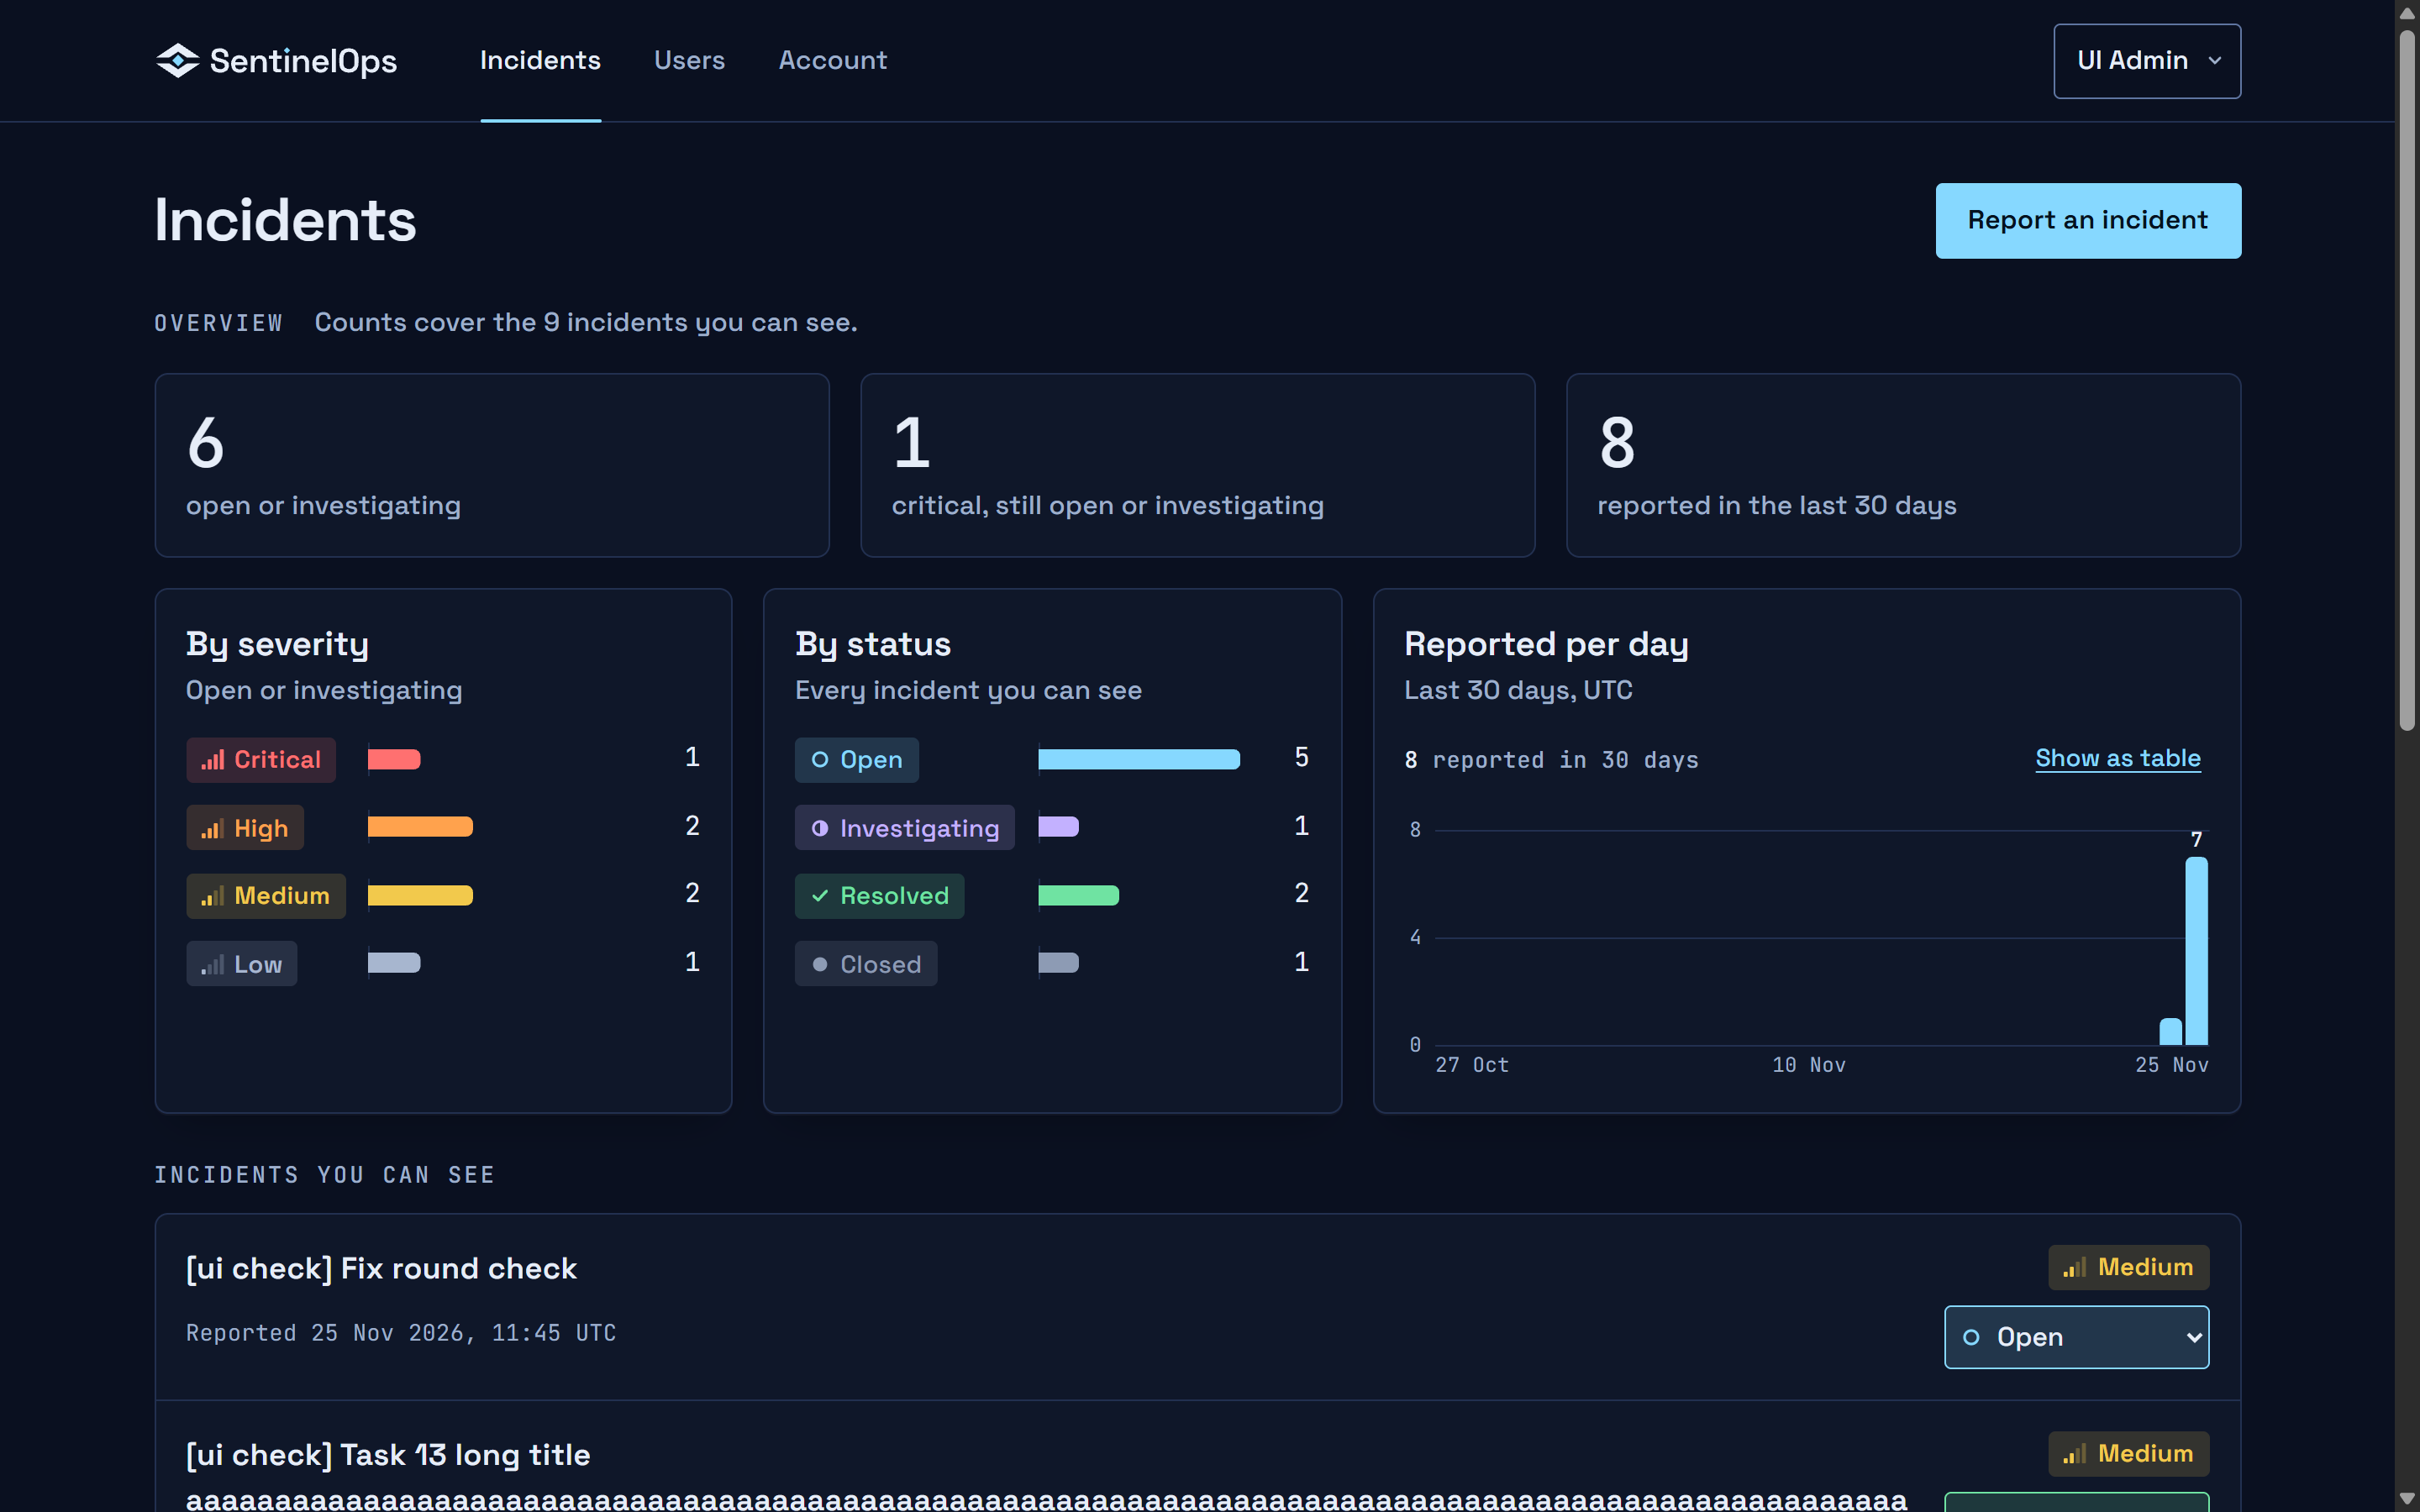 SentinelOps
Incidents
Users
Account
UI Admin
Incidents
Report an incident
OVERVIEW
Counts cover the 9 incidents you can see.
6
open or investigating
1
critical, still open or investigating
8
reported in the last 30 days
By severity
Open or investigating
Critical 1
High 2
Medium 2
Low 1
By status
Every incident you can see
Open 5
Investigating 1
Resolved 2
Closed 1
Reported per day
Last 30 days, UTC
8 reported in 30 days
Show as table
8
7
4
0
27 Oct
10 Nov
25 Nov
INCIDENTS YOU CAN SEE
[ui check] Fix round check
Medium
Reported 25 Nov 2026, 11:45 UTC
Open
[ui check] Task 13 long title
Medium